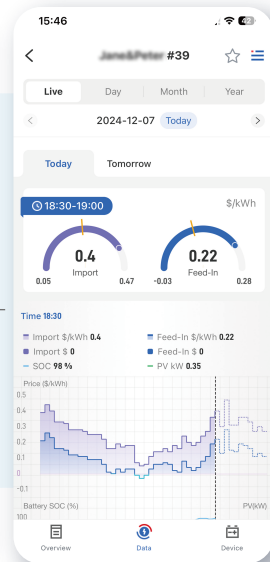 15:46
#39
Live Day Month Year
2024-12-07 Today
Today Tomorrow
18:30-19:00 $/kWh
0.4 0.22
Import Feed-In
0.05 0.47 -0.03 0.28
Time 18:30
Import $/kWh 0.4 Feed-In $/kWh 0.22
Import $ 0 Feed-In $ 0
SOC 98 % PV kW 0.35
Price ($/kWh)
0.5
0.4
0.3
0.2
0.1
0
-0.1
Battery SOC (%) PV(kW)
100
Overview Data Device